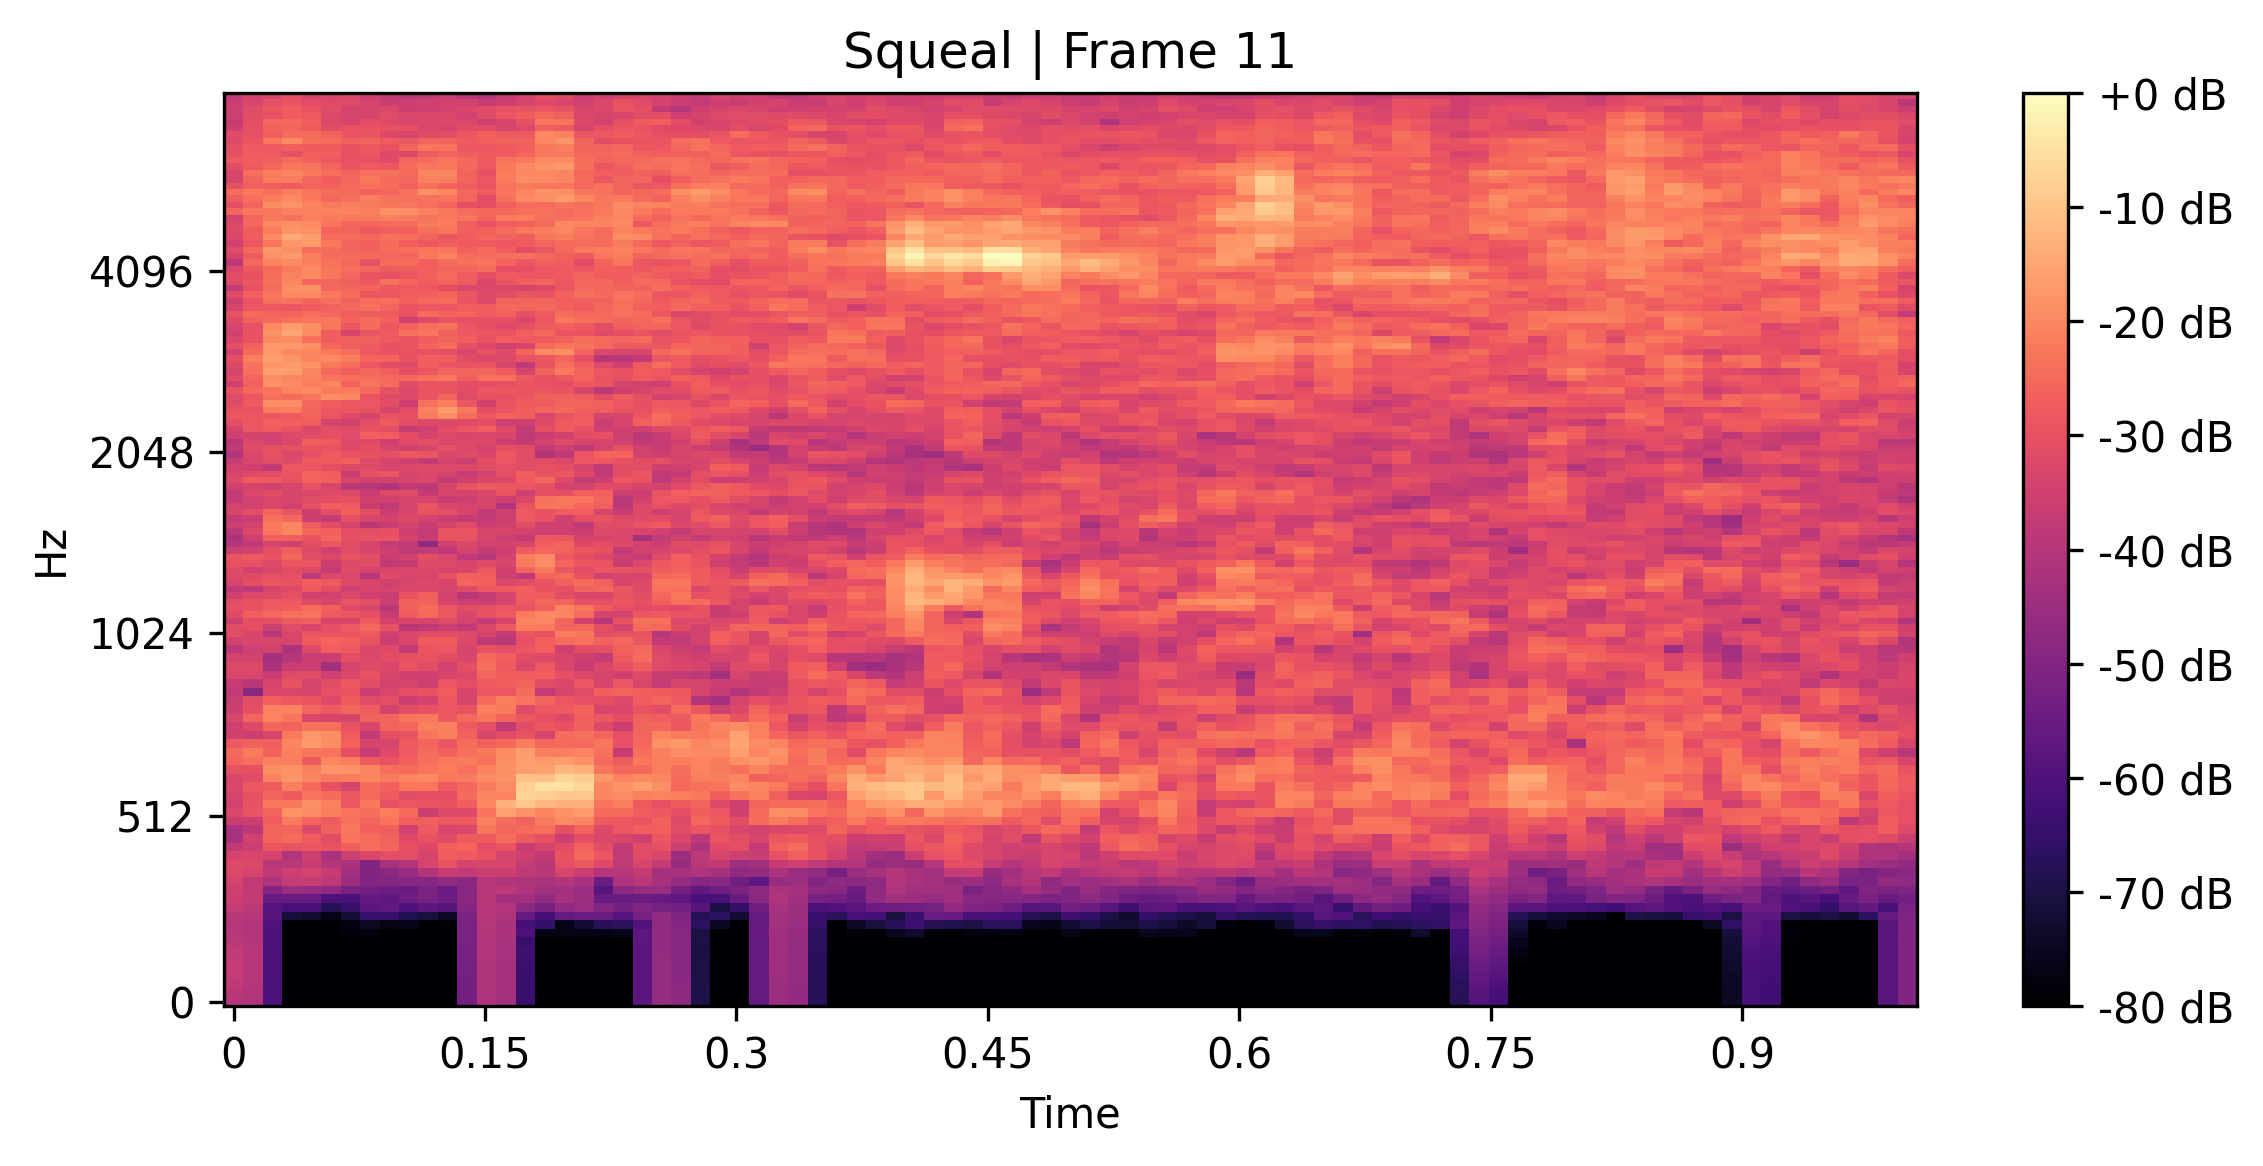 Squeal | Frame 11
+0 dB
-10 dB
-20 dB
-30 dB
-40 dB
-50 dB
-60 dB
-70 dB
-80 dB
Hz
4096
2048
1024
512
0
0
0.15
0.3
0.45
0.6
0.75
0.9
Time